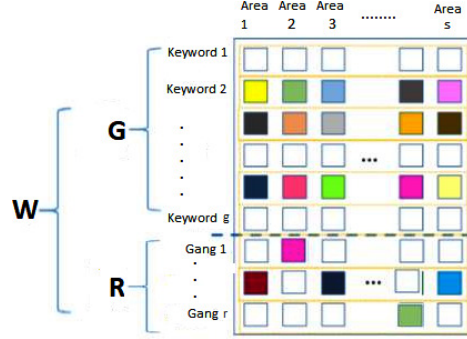 Area Area Area Area
1 2 3 ........ s
Keyword 1
Keyword 2
G
W
...
Keyword g
Gang 1
R
...
Gang r